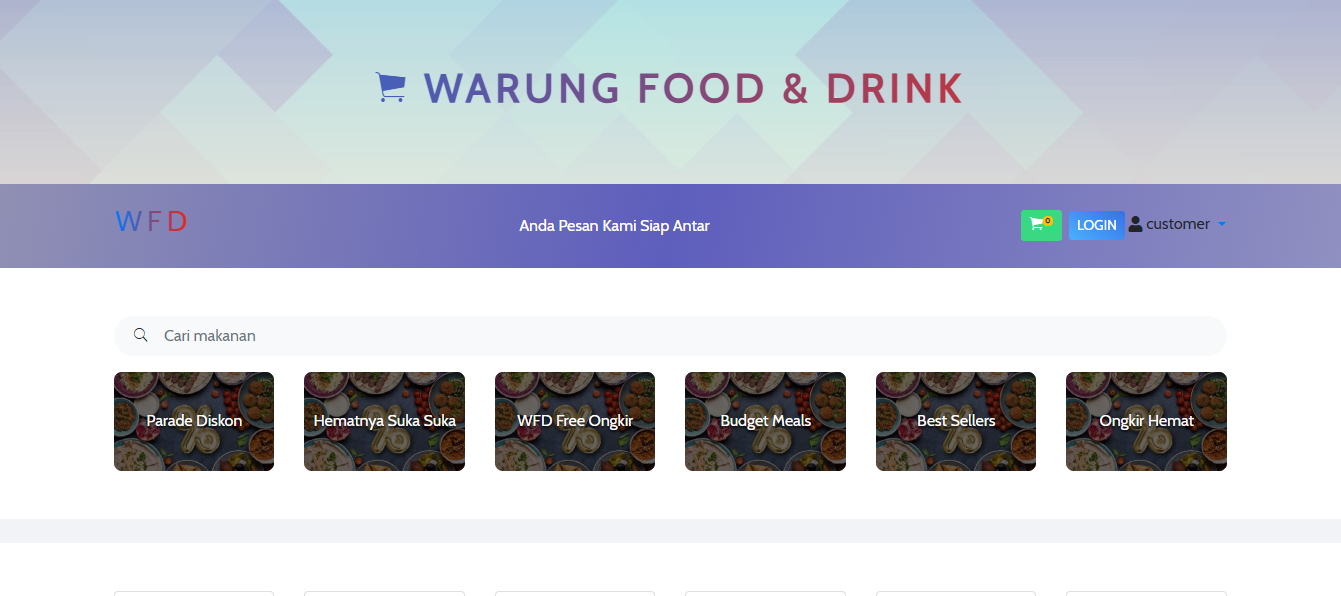 WARUNG FOOD & DRINK
WFD
Anda Pesan Kami Siap Antar
0
LOGIN
customer
Cari makanan
Parade Diskon
Hematnya Suka Suka
WFD Free Ongkir
Budget Meals
Best Sellers
Ongkir Hemat